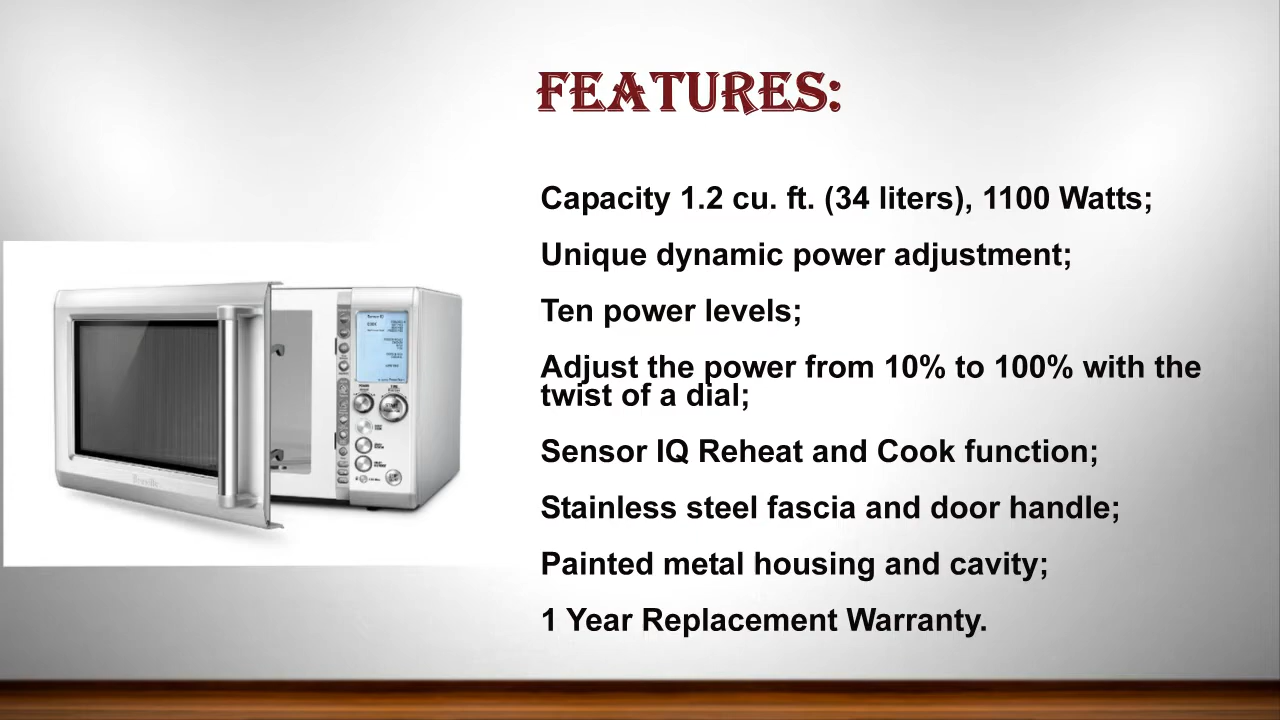 FEATURES:
Capacity 1.2 cu. ft. (34 liters), 1100 Watts;
Unique dynamic power adjustment;
Ten power levels;
Adjust the power from 10% to 100% with the
twist of a dial;
Sensor IQ Reheat and Cook function;
Stainless steel fascia and door handle;
Painted metal housing and cavity;
1 Year Replacement Warranty.